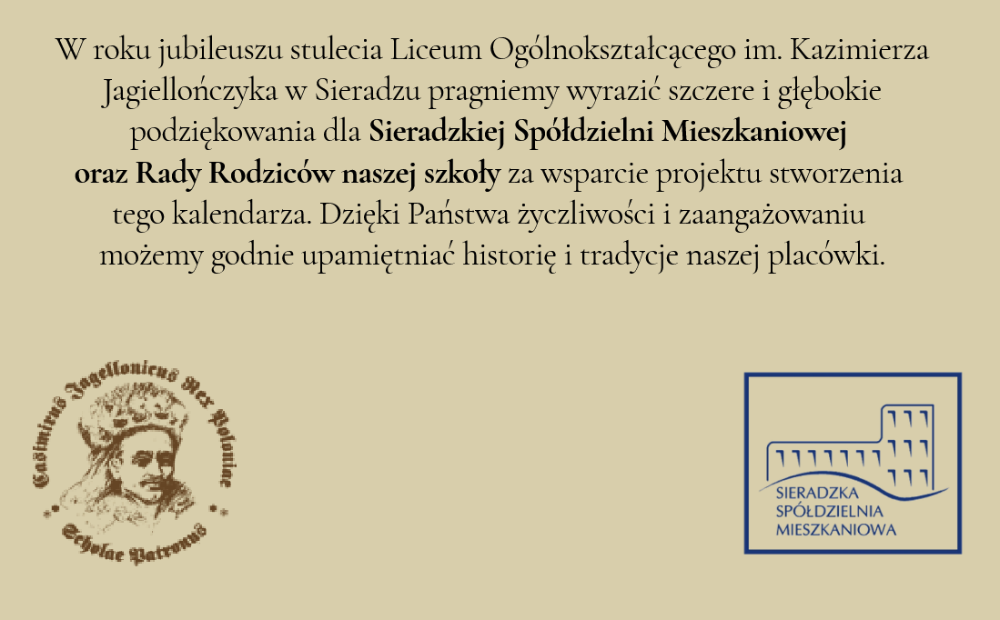 W roku jubileuszu stulecia Liceum Ogólnokształcącego im. Kazimierza
Jagiellończyka w Sieradzu pragniemy wyrazić szczere i głębokie
podziękowania dla Sieradzkiej Spółdzielni Mieszkaniowej
oraz Rady Rodziców naszej szkoły za wsparcie projektu stworzenia
tego kalendarza. Dzięki Państwa życzliwości i zaangażowaniu
możemy godnie upamiętniać historię i tradycje naszej placówki.
Casimirus Jagellonicus Rex Poloniae
Scholae Patronus
SIERADZKA
SPÓŁDZIELNIA
MIESZKANIOWA